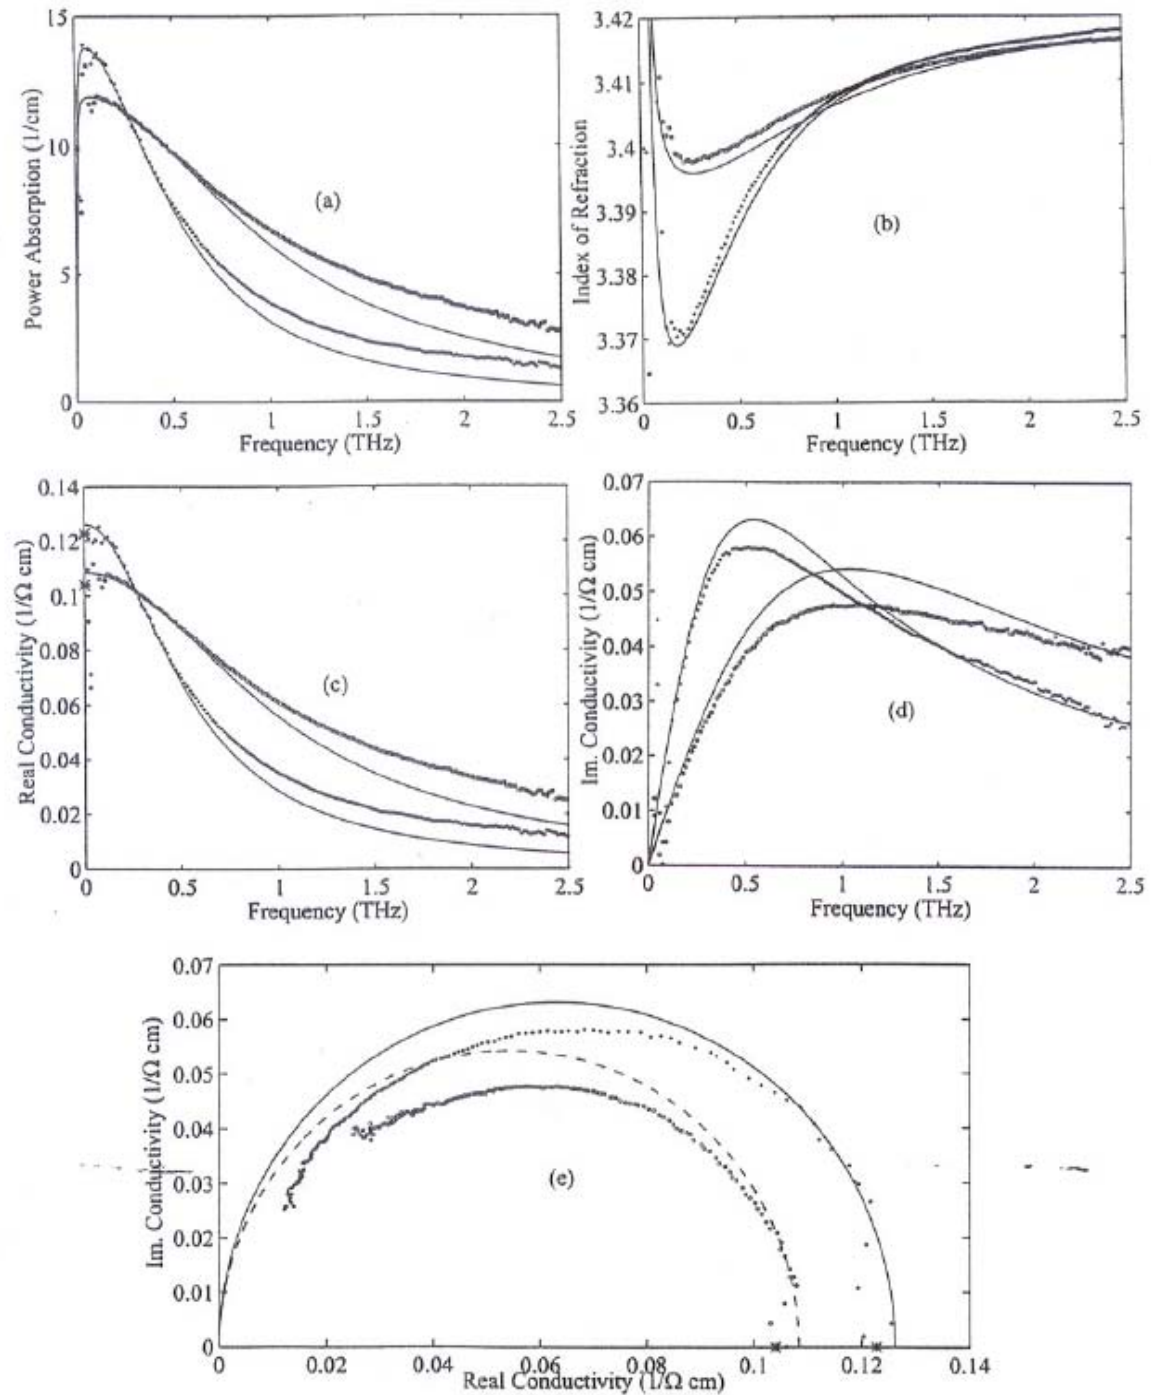 15
10
5
0
Power Absorption (1/cm)
(a)
0 0.5 1 1.5 2 2.5
Frequency (THz)
3.42
3.41
3.4
3.39
3.38
3.37
3.36
Index of Refraction
(b)
0 0.5 1 1.5 2 2.5
Frequency (THz)
0.14
0.12
0.1
0.08
0.06
0.04
0.02
0
Real Conductivity (1/Ω cm)
(c)
0 0.5 1 1.5 2 2.5
Frequency (THz)
0.07
0.06
0.05
0.04
0.03
0.02
0.01
0
Im. Conductivity (1/Ω cm)
(d)
0 0.5 1 1.5 2 2.5
Frequency (THz)
0.07
0.06
0.05
0.04
0.03
0.02
0.01
0
Im. Conductivity (1/Ω cm)
(e)
0 0.02 0.04 0.06 0.08 0.1 0.12 0.14
Real Conductivity (1/Ω cm)